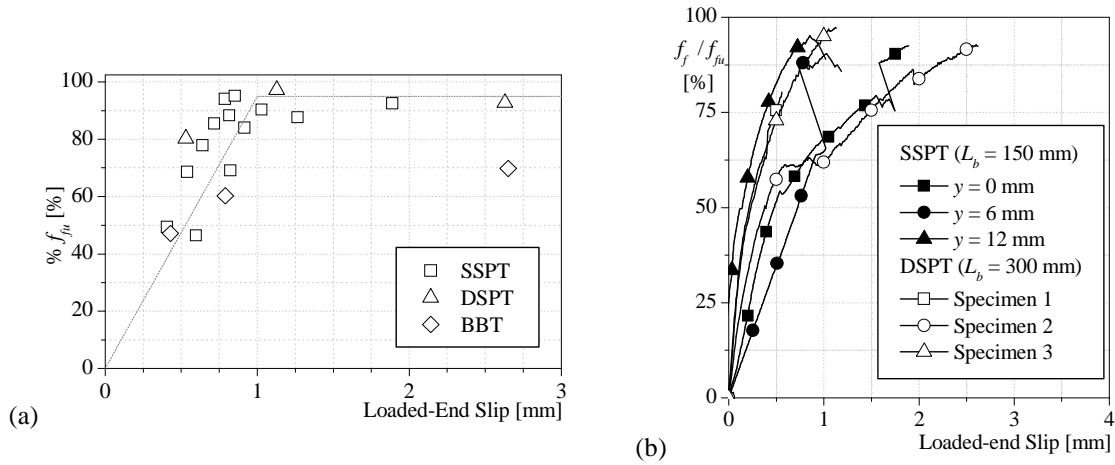 100
80
60
40
20
0
% f_fu [%]
0 1 2 3
Loaded-End Slip [mm]
SSPT
DSPT
BBT
(a)
100
75
50
25
0
f_f / f_fu
[%]
0 1 2 3 4
Loaded-end Slip [mm]
SSPT (L_b = 150 mm)
y = 0 mm
y = 6 mm
y = 12 mm
DSPT (L_b = 300 mm)
Specimen 1
Specimen 2
Specimen 3
(b)